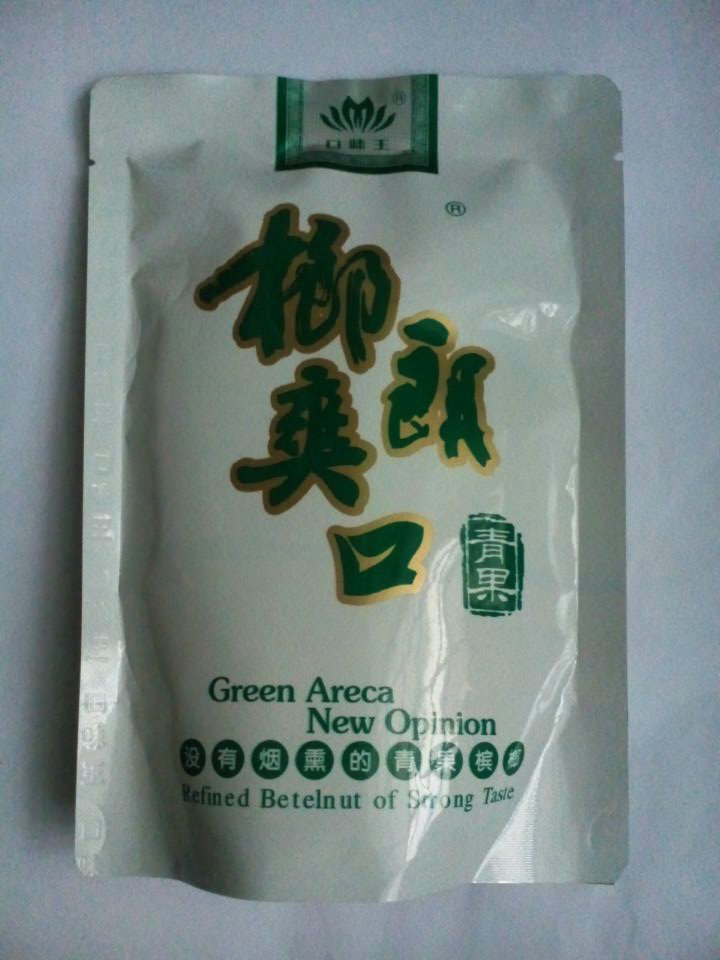 ®
口味王
®
榔
朗
爽
口
青果
Green Areca
New Opinion
没有烟熏的青果槟榔
Refined Betelnut of Strong Taste